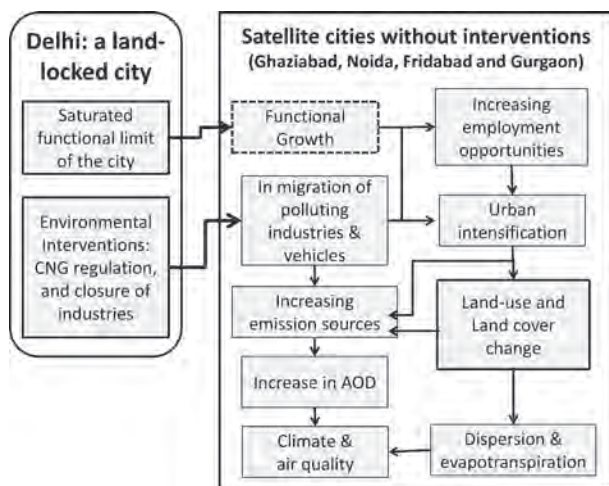 Delhi: a land-
locked city
Saturated
functional limit
of the city
Environmental
Interventions:
CNG regulation,
and closure of
industries
Satellite cities without interventions
(Ghaziabad, Noida, Fridabad and Gurgaon)
Functional
Growth
Increasing
employment
opportunities
In migration of
polluting
industries &
vehicles
Urban
intensification
Increasing
emission sources
Land-use and
Land cover
change
Increase in AOD
Climate &
air quality
Dispersion &
evapotranspiration